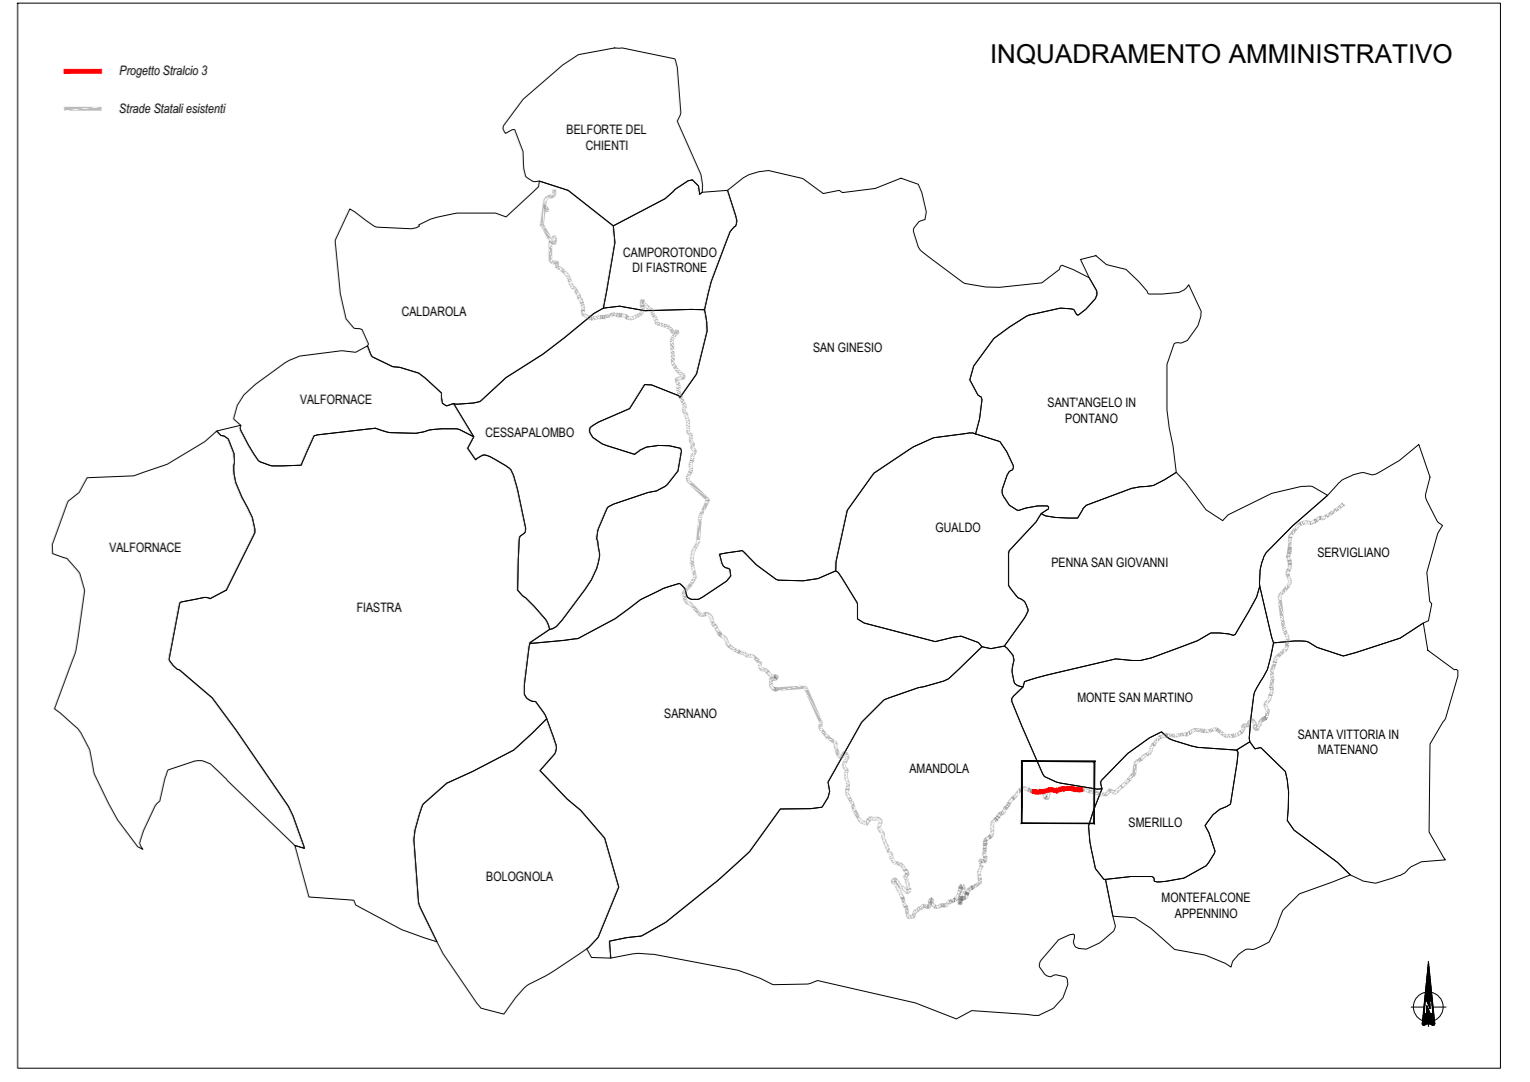 INQUADRAMENTO AMMINISTRATIVO
Progetto Stralcio 3
Strade Statali esistenti
BELFORTE DEL
CHIENTI
CAMPOROTONDO
DI FIASTRONE
CALDAROLA
SAN GINESIO
VALFORNACE
SANT'ANGELO IN
PONTANO
CESSAPALOMBO
GUALDO
VALFORNACE
SERVIGLIANO
PENNA SAN GIOVANNI
FIASTRA
MONTE SAN MARTINO
SARNANO
SANTA VITTORIA IN
MATENANO
AMANDOLA
SMERILLO
BOLOGNOLA
MONTEFALCONE
APPENNINO